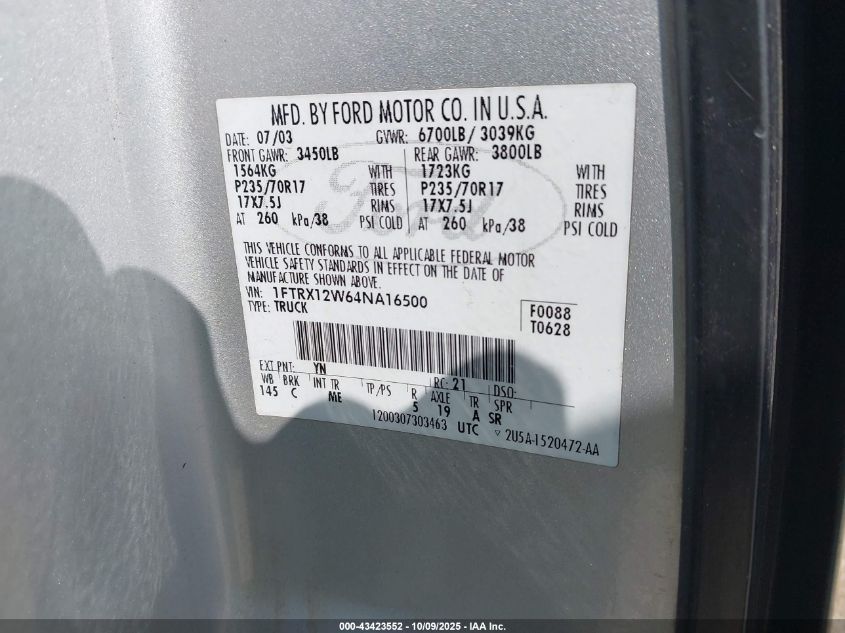 MFD. BY FORD MOTOR CO. IN U.S.A.
DATE: 07/03 GVWR: 6700LB/ 3039KG
FRONT GAWR: 3450LB REAR GAWR: 3800LB
1564KG WITH 1723KG WITH
P235/70R17 TIRES P235/70R17 TIRES
17X7.5J RIMS 17X7.5J RIMS
AT 260 kPa/38 PSI COLD AT 260 kPa/38 PSI COLD
Ford
THIS VEHICLE CONFORMS TO ALL APPLICABLE FEDERAL MOTOR
VEHICLE SAFETY STANDARDS IN EFFECT ON THE DATE OF
MANUFACTURE SHOWN ABOVE.
VIN: 1FTRX12W64NA16500 F0088
TYPE: TRUCK T0628
EXT PNT: YN RC: 21 DSO:
WB BRK INT TR TP/PS R AXLE TR SPR
145 C ME 5 19 A SR
1200307303463 UTC ▽ 2U5A-1520472-AA
000-43423552 - 10/09/2025 - IAA Inc.